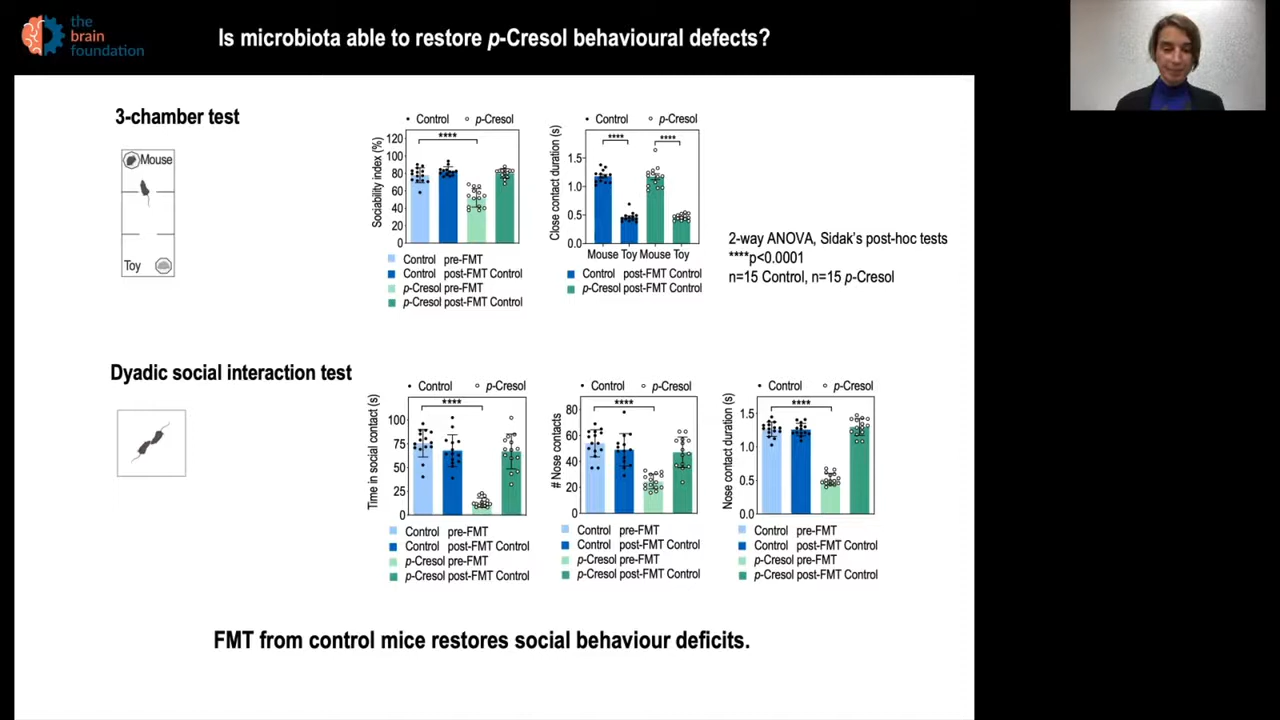 the
brain
foundation
Is microbiota able to restore p-Cresol behavioural defects?
3-chamber test
Mouse
Toy
• Control ○ p-Cresol
****
Sociability index (%)
120
100
80
60
40
20
0
Control pre-FMT
Control post-FMT Control
p-Cresol pre-FMT
p-Cresol post-FMT Control
• Control ○ p-Cresol
**** ****
Close contact duration (s)
1.5
1.0
0.5
0.0
Mouse Toy Mouse Toy
Control post-FMT Control
p-Cresol post-FMT Control
2-way ANOVA, Sidak's post-hoc tests
****p<0.0001
n=15 Control, n=15 p-Cresol
Dyadic social interaction test
• Control ○ p-Cresol
****
Time in social contact (s)
100
75
50
25
0
Control pre-FMT
Control post-FMT Control
p-Cresol pre-FMT
p-Cresol post-FMT Control
• Control ○ p-Cresol
****
# Nose contacts
80
60
40
20
0
Control pre-FMT
Control post-FMT Control
p-Cresol pre-FMT
p-Cresol post-FMT Control
• Control ○ p-Cresol
****
Nose contact duration (s)
1.5
1.0
0.5
0.0
Control pre-FMT
Control post-FMT Control
p-Cresol pre-FMT
p-Cresol post-FMT Control
FMT from control mice restores social behaviour deficits.